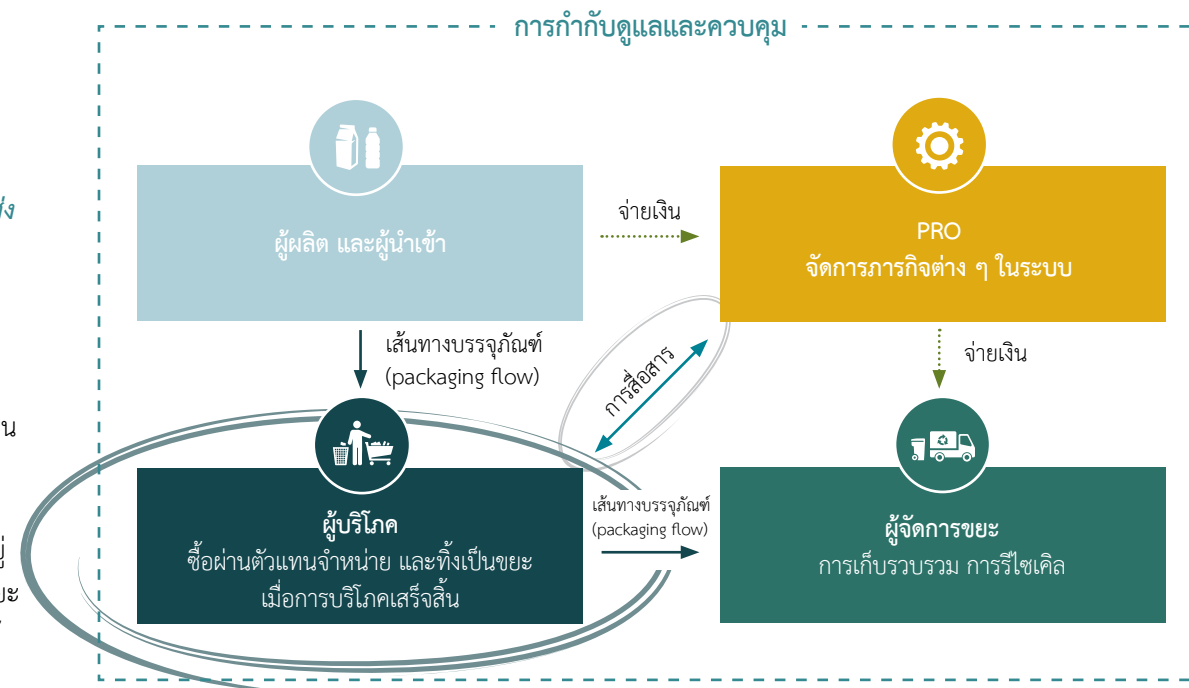 การกำกับดูแลและควบคุม
ส่ง
ผู้ผลิต และผู้นำเข้า
จ่ายเงิน
PRO
จัดการภารกิจต่าง ๆ ในระบบ
เส้นทางบรรจุภัณฑ์
(packaging flow)
การสื่อสาร
จ่ายเงิน
น
ผู้บริโภค
ซื้อผ่านตัวแทนจำหน่าย และทิ้งเป็นขยะ
เมื่อการบริโภคเสร็จสิ้น
เส้นทางบรรจุภัณฑ์
(packaging flow)
ผู้จัดการขยะ
การเก็บรวบรวม การรีไซเคิล